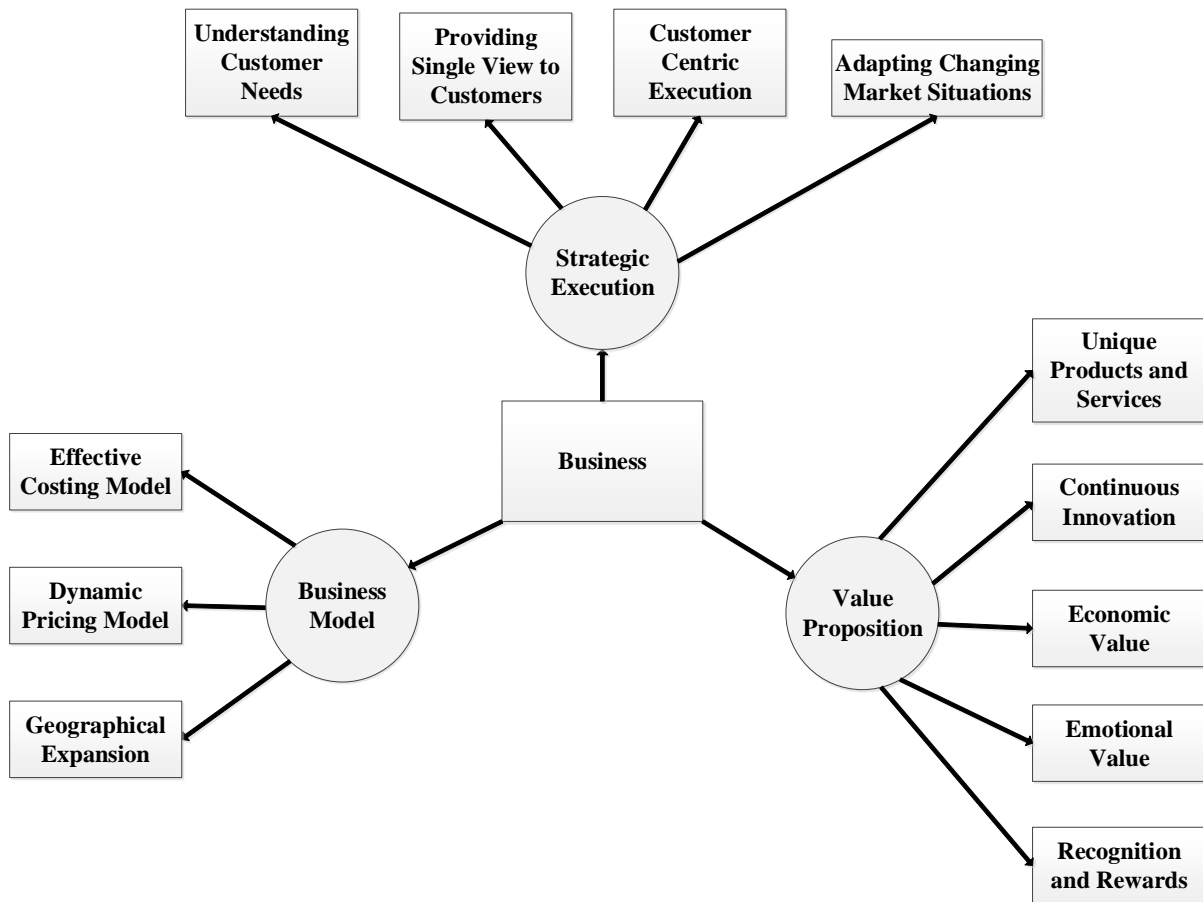 Understanding
Customer
Needs
Providing
Single View to
Customers
Customer
Centric
Execution
Adapting Changing
Market Situations
Strategic
Execution
Business
Effective
Costing Model
Dynamic
Pricing Model
Geographical
Expansion
Business
Model
Value
Proposition
Unique
Products and
Services
Continuous
Innovation
Economic
Value
Emotional
Value
Recognition
and Rewards